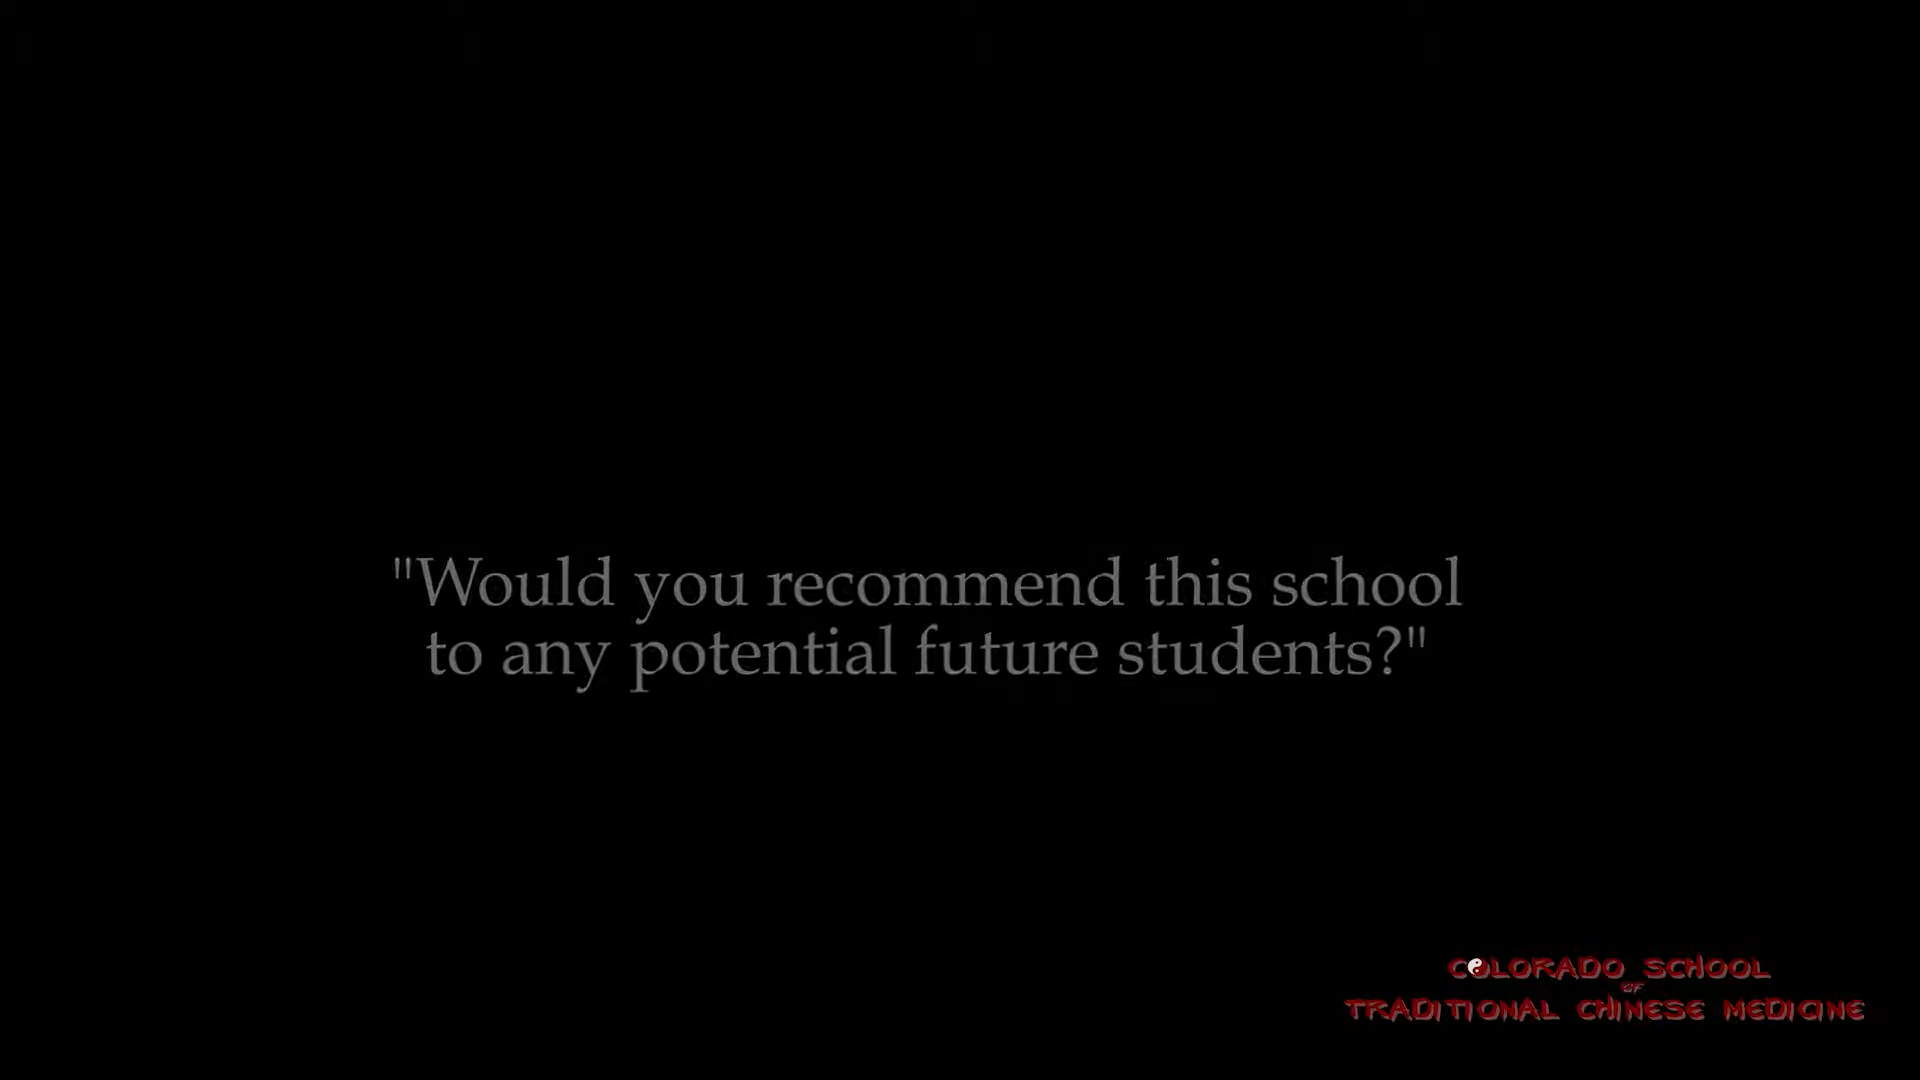 "Would you recommend this school
to any potential future students?"
COLORADO SCHOOL
OF
TRADITIONAL CHINESE MEDICINE